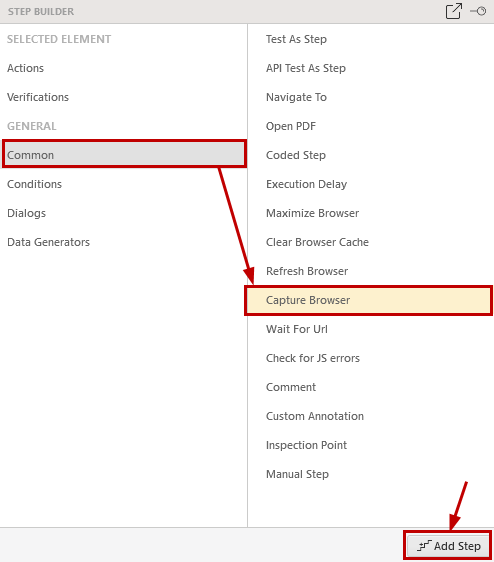 STEP BUILDER
SELECTED ELEMENT
Actions
Verifications
GENERAL
Common
Conditions
Dialogs
Data Generators
Test As Step
API Test As Step
Navigate To
Open PDF
Coded Step
Execution Delay
Maximize Browser
Clear Browser Cache
Refresh Browser
Capture Browser
Wait For Url
Check for JS errors
Comment
Custom Annotation
Inspection Point
Manual Step
Add Step